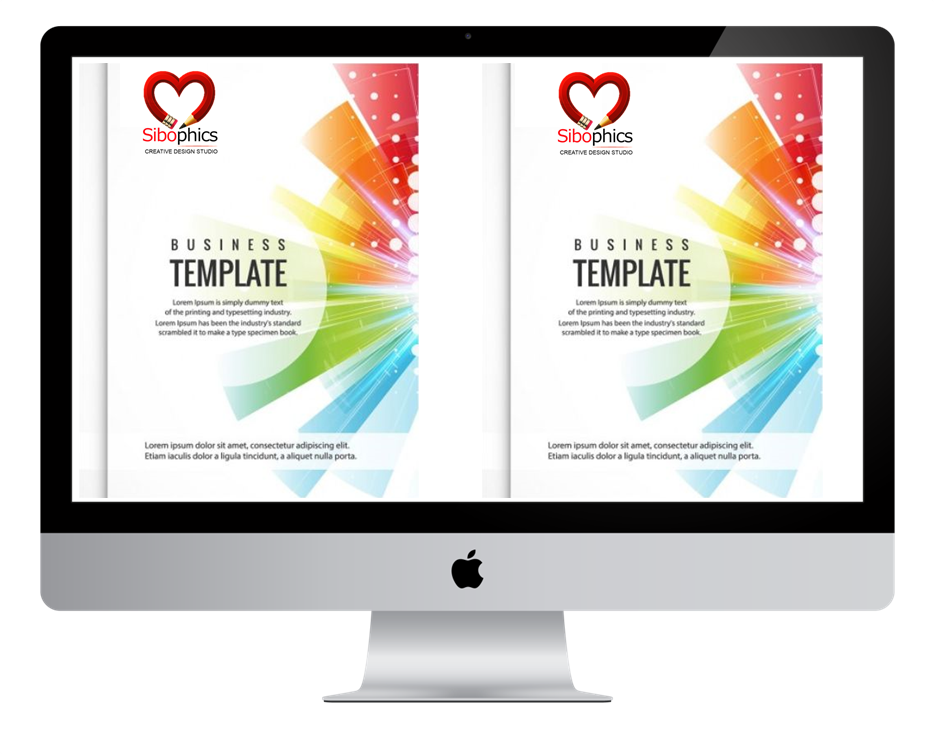 Sibophics
CREATIVE DESIGN STUDIO
BUSINESS
TEMPLATE
Lorem Ipsum is simply dummy text
of the printing and typesetting industry.
Lorem Ipsum has been the industry's standard
scrambled it to make a type specimen book.
Lorem ipsum dolor sit amet, consectetur adipiscing elit.
Etiam iaculis dolor a ligula tincidunt, a aliquet nulla porta.
Sibophics
CREATIVE DESIGN STUDIO
BUSINESS
TEMPLATE
Lorem Ipsum is simply dummy text
of the printing and typesetting industry.
Lorem Ipsum has been the industry's standard
scrambled it to make a type specimen book.
Lorem ipsum dolor sit amet, consectetur adipiscing elit.
Etiam iaculis dolor a ligula tincidunt, a aliquet nulla porta.